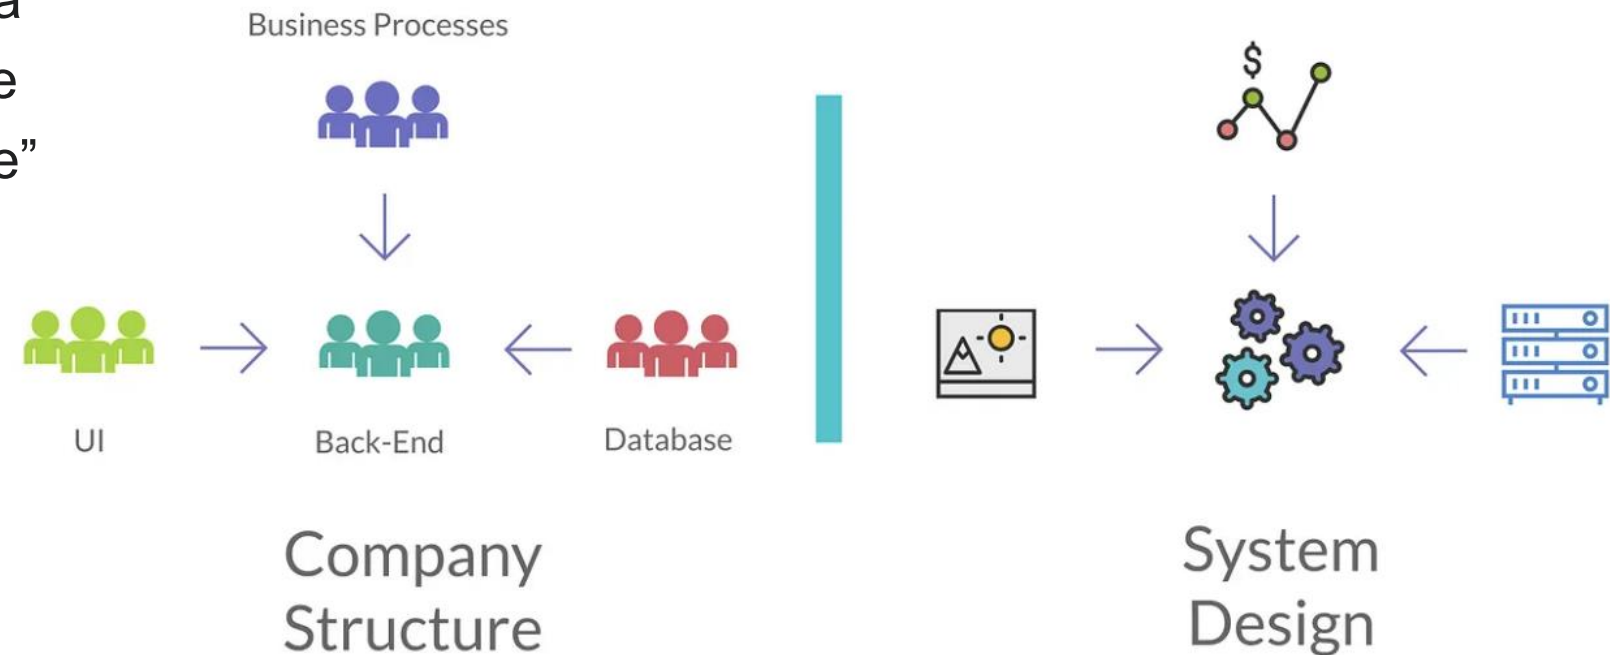 a
e
e”
Business Processes
$
UI
Back-End
Database
Company
Structure
System
Design